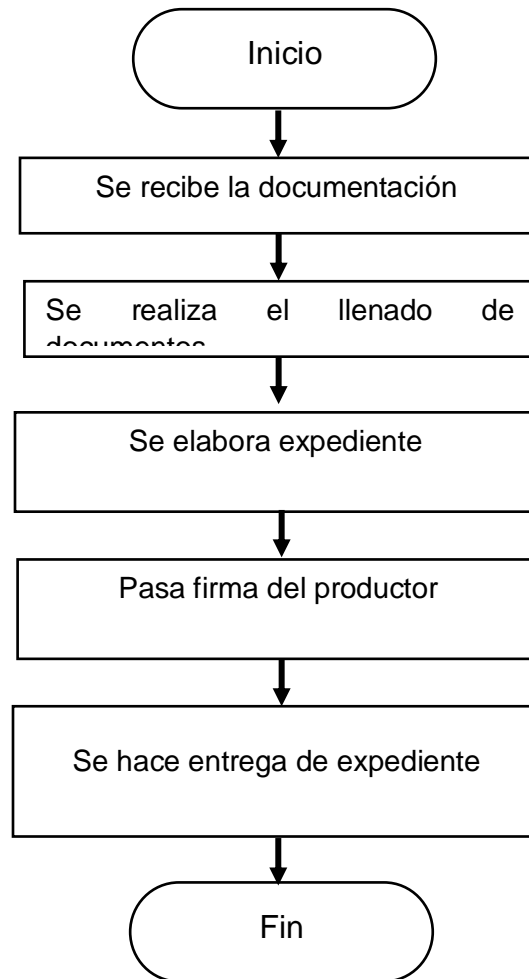 Inicio
Se recibe la documentación
Se realiza el llenado de
documentos
Se elabora expediente
Pasa firma del productor
Se hace entrega de expediente
Fin